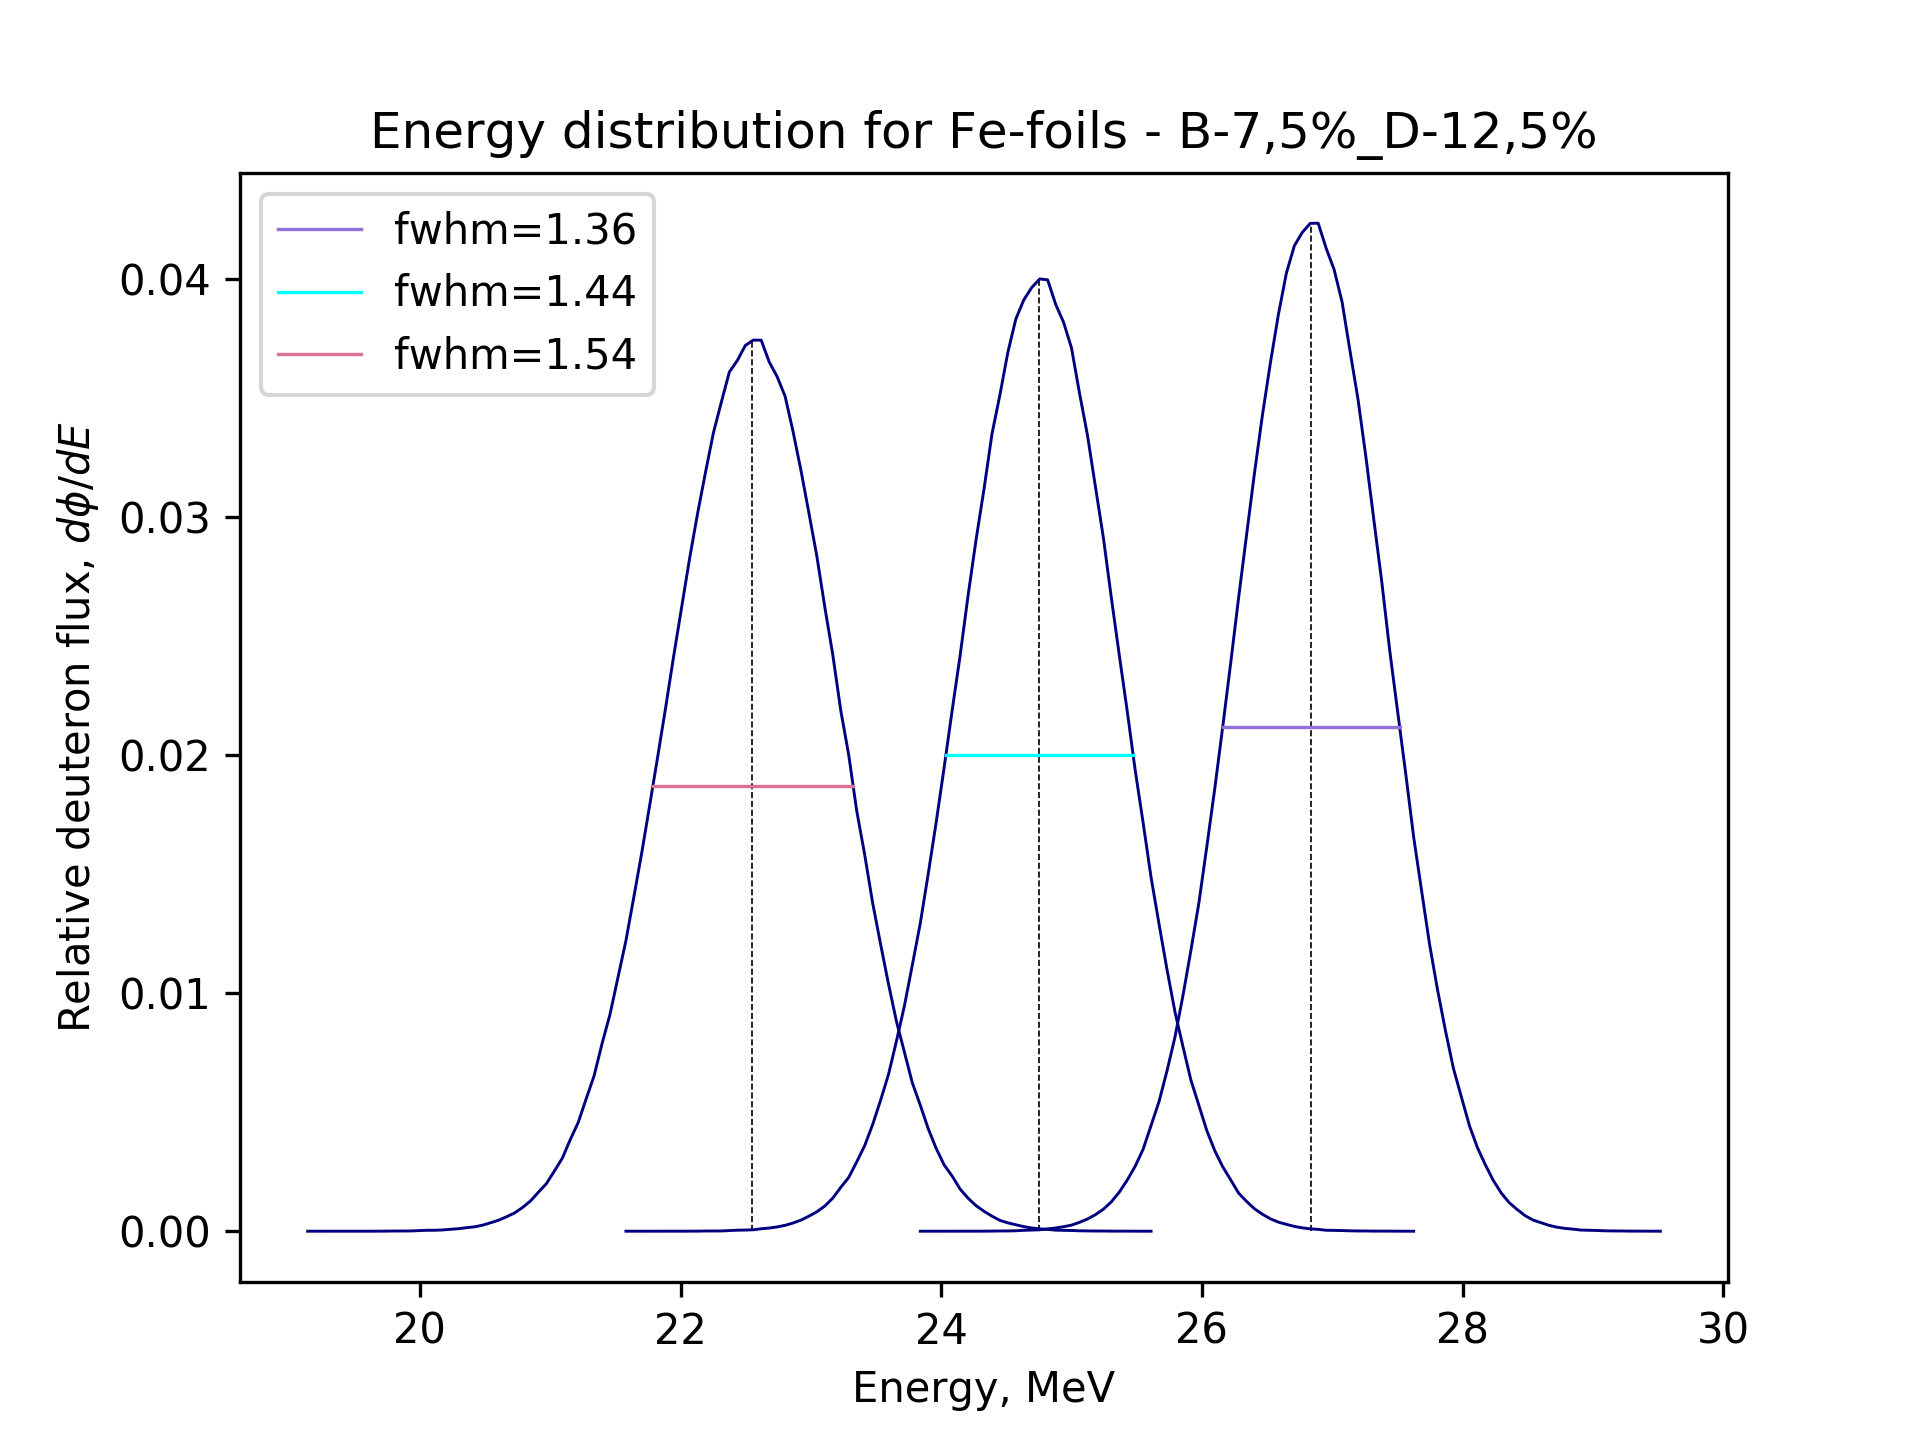 Energy distribution for Fe-foils - B-7,5%_D-12,5%
fwhm=1.36
fwhm=1.44
fwhm=1.54
Relative deuteron flux, dϕ/dE
0.04
0.03
0.02
0.01
0.00
20 22 24 26 28 30
Energy, MeV